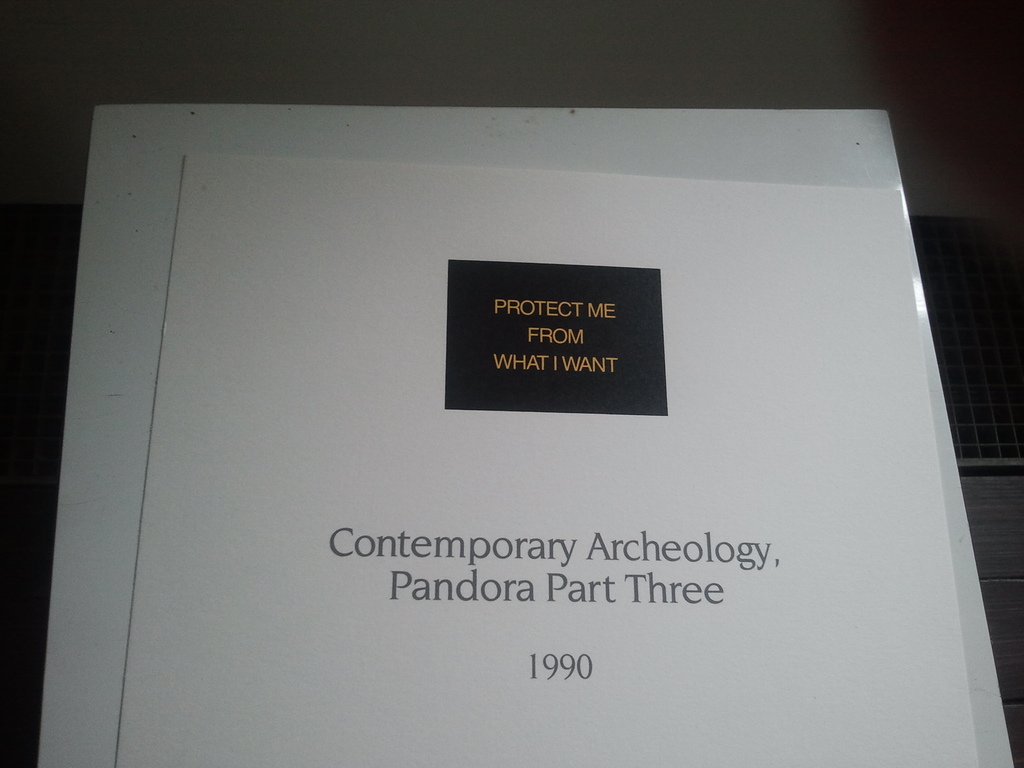 PROTECT ME
FROM
WHAT I WANT
Contemporary Archeology,
Pandora Part Three
1990